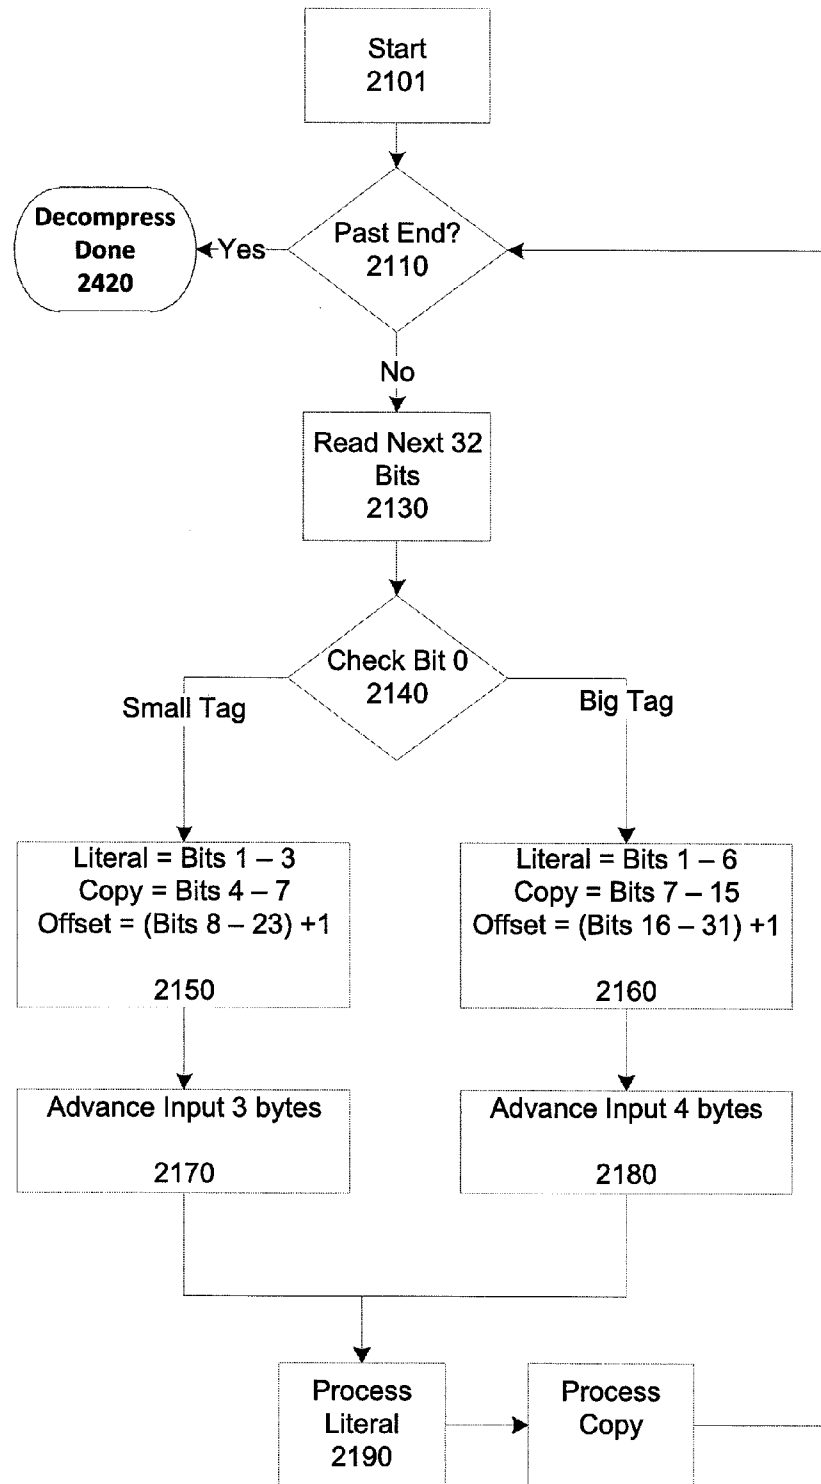 Start
2101
Past End?
2110
Yes
Decompress
Done
2420
No
Read Next 32
Bits
2130
Check Bit 0
2140
Small Tag
Big Tag
Literal = Bits 1 – 3
Copy = Bits 4 – 7
Offset = (Bits 8 – 23) +1
2150
Literal = Bits 1 – 6
Copy = Bits 7 – 15
Offset = (Bits 16 – 31) +1
2160
Advance Input 3 bytes
2170
Advance Input 4 bytes
2180
Process
Literal
2190
Process
Copy